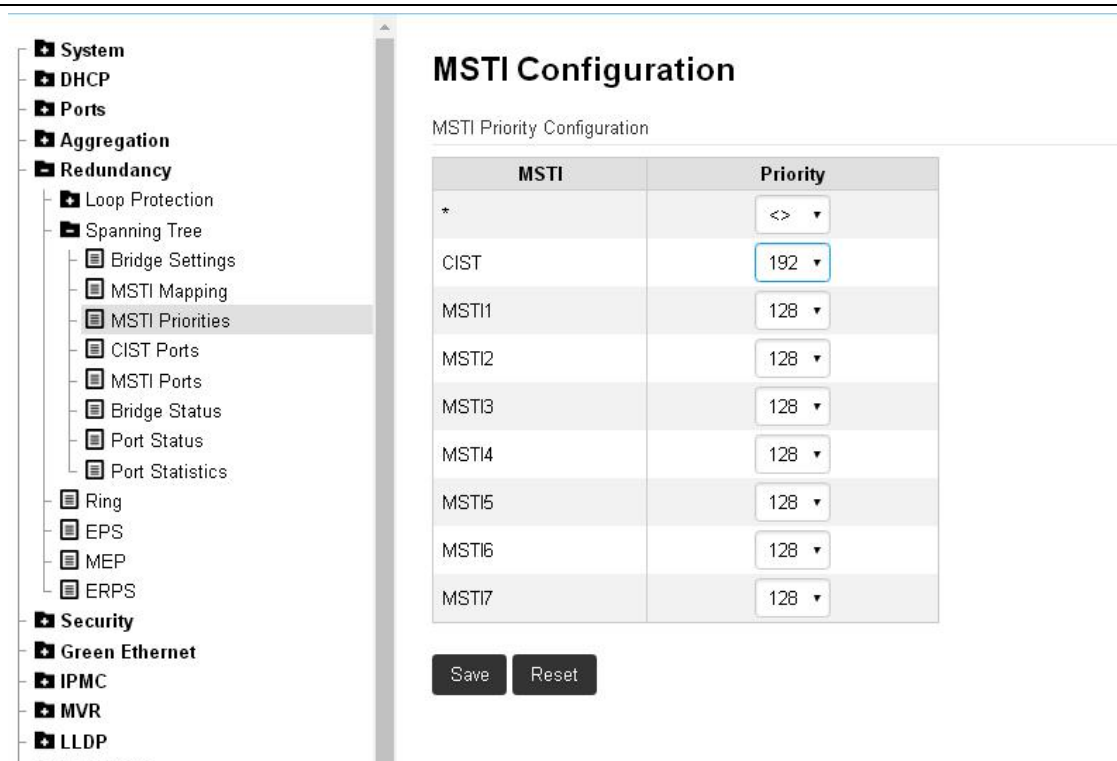 System
DHCP
Ports
Aggregation
Redundancy
Loop Protection
Spanning Tree
Bridge Settings
MSTI Mapping
MSTI Priorities
CIST Ports
MSTI Ports
Bridge Status
Port Status
Port Statistics
Ring
EPS
MEP
ERPS
Security
Green Ethernet
IPMC
MVR
LLDP
MSTI Configuration
MSTI Priority Configuration
MSTI Priority
* <>
CIST 192
MSTI1 128
MSTI2 128
MSTI3 128
MSTI4 128
MSTI5 128
MSTI6 128
MSTI7 128
Save Reset